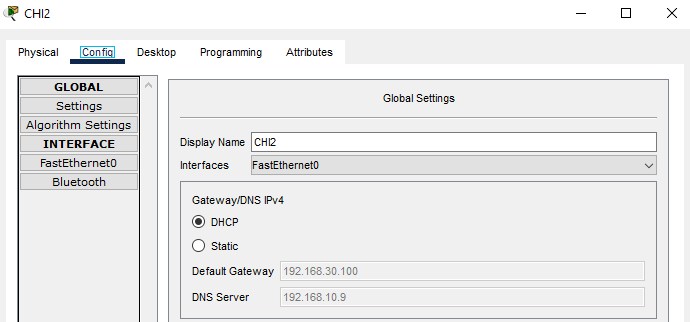 CHI2
Physical Config Desktop Programming Attributes
GLOBAL
Settings
Algorithm Settings
INTERFACE
FastEthernet0
Bluetooth
Global Settings
Display Name CHI2
Interfaces FastEthernet0
Gateway/DNS IPv4
DHCP
Static
Default Gateway 192.168.30.100
DNS Server 192.168.10.9